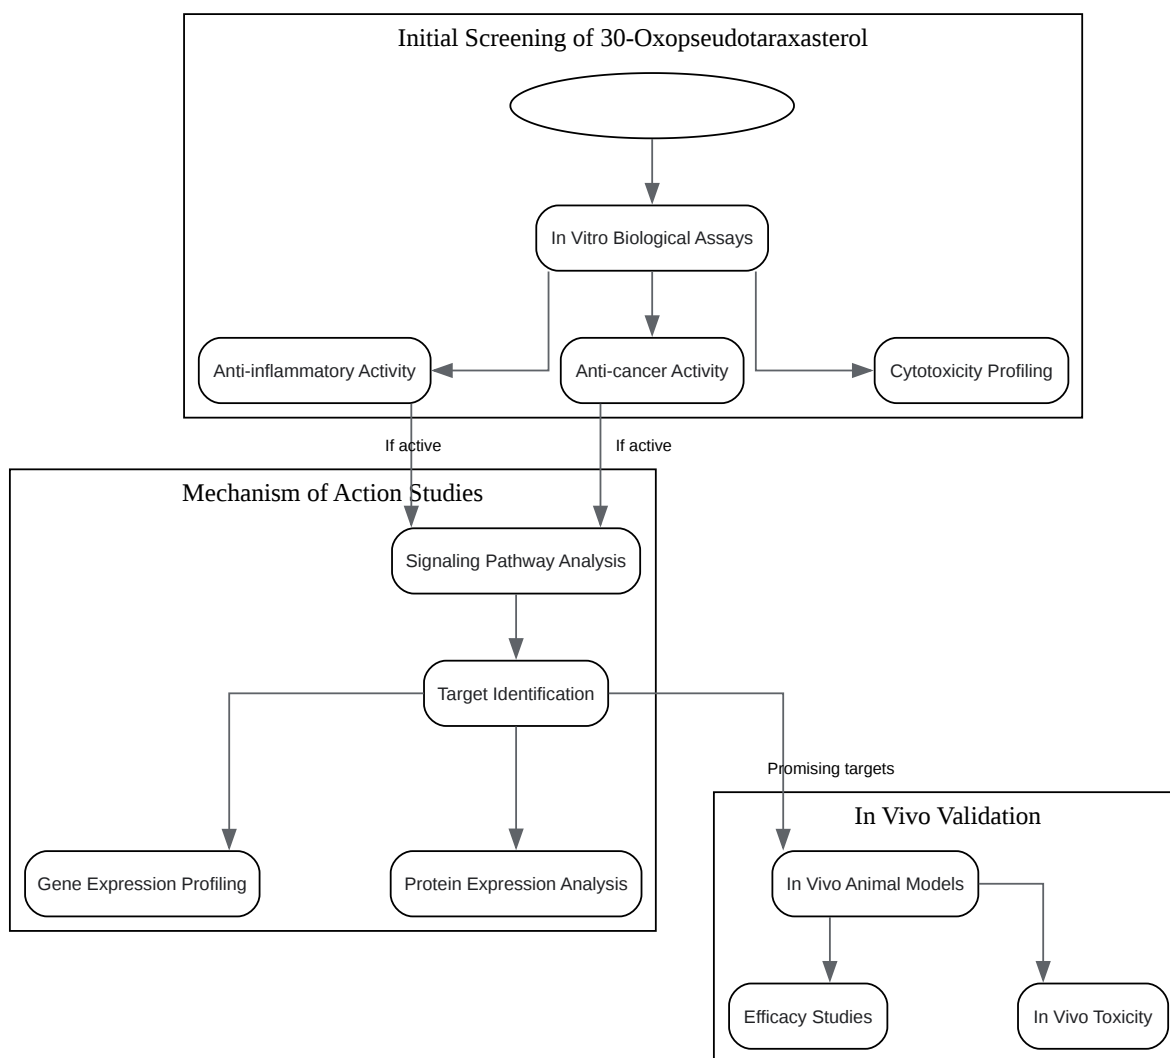 Initial Screening of 30-Oxopseudotaraxasterol
In Vitro Biological Assays
Anti-inflammatory Activity
Anti-cancer Activity
Cytotoxicity Profiling
If active
If active
Mechanism of Action Studies
Signaling Pathway Analysis
Target Identification
Promising targets
In Vivo Validation
Gene Expression Profiling
Protein Expression Analysis
In Vivo Animal Models
Efficacy Studies
In Vivo Toxicity